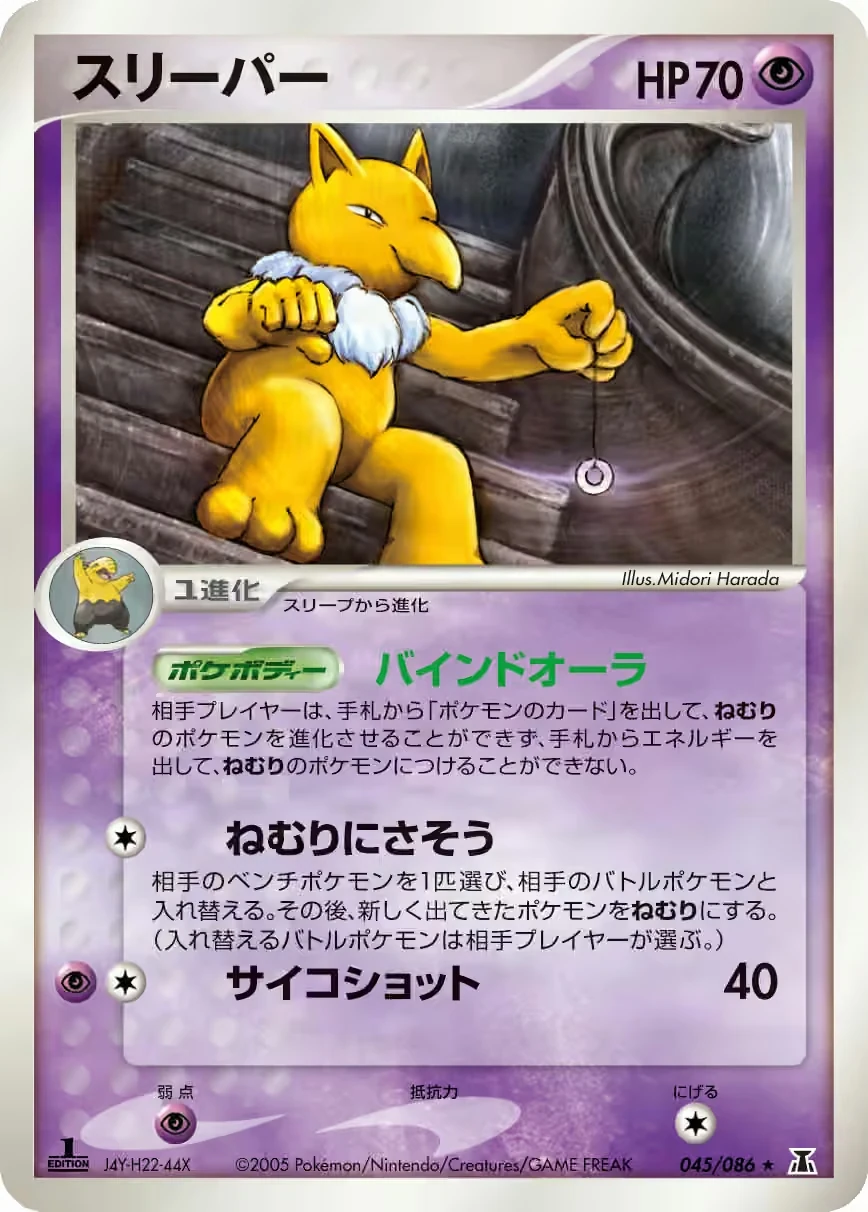 スリーパー
HP70
Illus.Midori Harada
1進化
スリープから進化
ポケボディー バインドオーラ
相手プレイヤーは、手札から「ポケモンのカード」を出して、ねむり
のポケモンを進化させることができず、手札からエネルギーを
出して、ねむりのポケモンにつけることができない。
ねむりにさそう
相手のベンチポケモンを1匹選び、相手のバトルポケモンと
入れ替える。その後、新しく出てきたポケモンをねむりにする。
（入れ替えるバトルポケモンは相手プレイヤーが選ぶ。）
サイコショット 40
弱点 抵抗力 にげる
1 EDITION J4Y-H22-44X ©2005 Pokémon/Nintendo/Creatures/GAME FREAK 045/086 ★